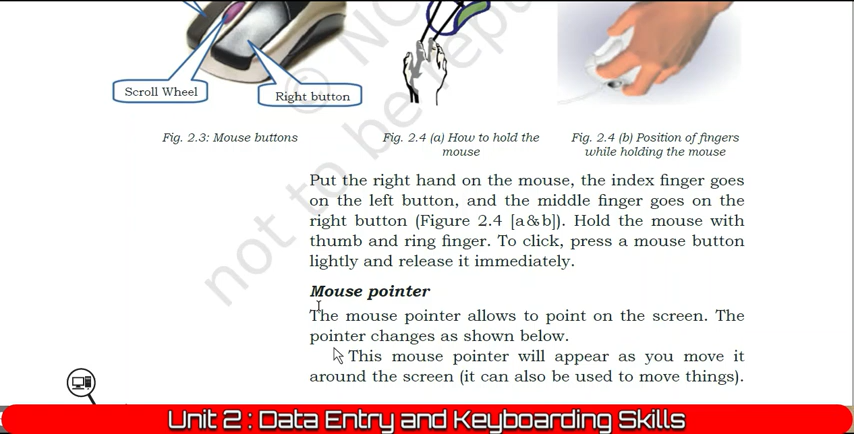 Scroll Wheel
Right button
Fig. 2.3: Mouse buttons
Fig. 2.4 (a) How to hold the
mouse
Fig. 2.4 (b) Position of fingers
while holding the mouse
Put the right hand on the mouse, the index finger goes
on the left button, and the middle finger goes on the
right button (Figure 2.4 [a&b]). Hold the mouse with
thumb and ring finger. To click, press a mouse button
lightly and release it immediately.
Mouse pointer
The mouse pointer allows to point on the screen. The
pointer changes as shown below.
This mouse pointer will appear as you move it
around the screen (it can also be used to move things).
© NC
not to be repu
Unit 2 : Data Entry and Keyboarding Skills